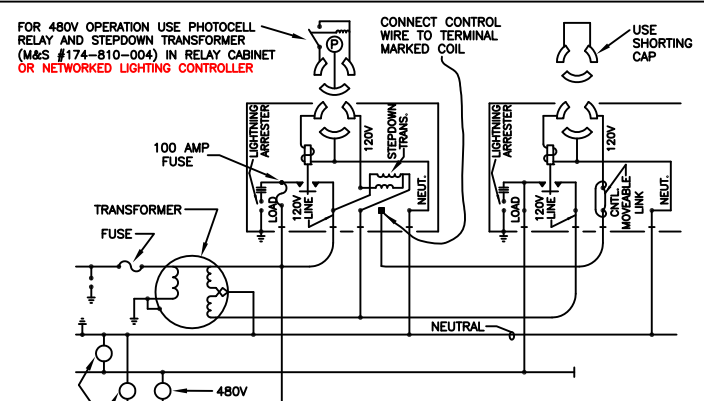 FOR 480V OPERATION USE PHOTOCELL
RELAY AND STEPDOWN TRANSFORMER
(M&S #174-810-004) IN RELAY CABINET
OR NETWORKED LIGHTING CONTROLLER
P
CONNECT CONTROL
WIRE TO TERMINAL
MARKED COIL
USE
SHORTING
CAP
LIGHTNING
ARRESTER
120V
STEPDOWN
TRANS.
100 AMP
FUSE
LOAD
120V
LINE
NEUT.
LIGHTNING
ARRESTER
120V
LOAD
120V
LINE
CNTL.
MOVEABLE
LINK
NEUT.
TRANSFORMER
FUSE
NEUTRAL
480V